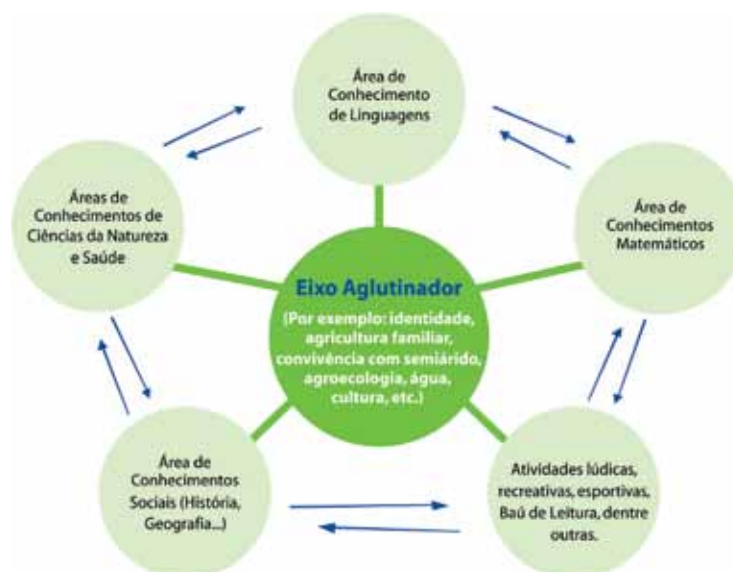 Área de
Conhecimento
de Linguagens
Áreas de
Conhecimentos de
Ciências da Natureza
e Saúde
Área de
Conhecimentos
Matemáticos
Eixo Aglutinador
(Por exemplo: identidade,
agricultura familiar,
convivência com semiárido,
agroecologia, água,
cultura, etc.)
Área de
Conhecimentos
Sociais (História,
Geografia...)
Atividades lúdicas,
recreativas, esportivas,
Baú de Leitura, dentre
outras.